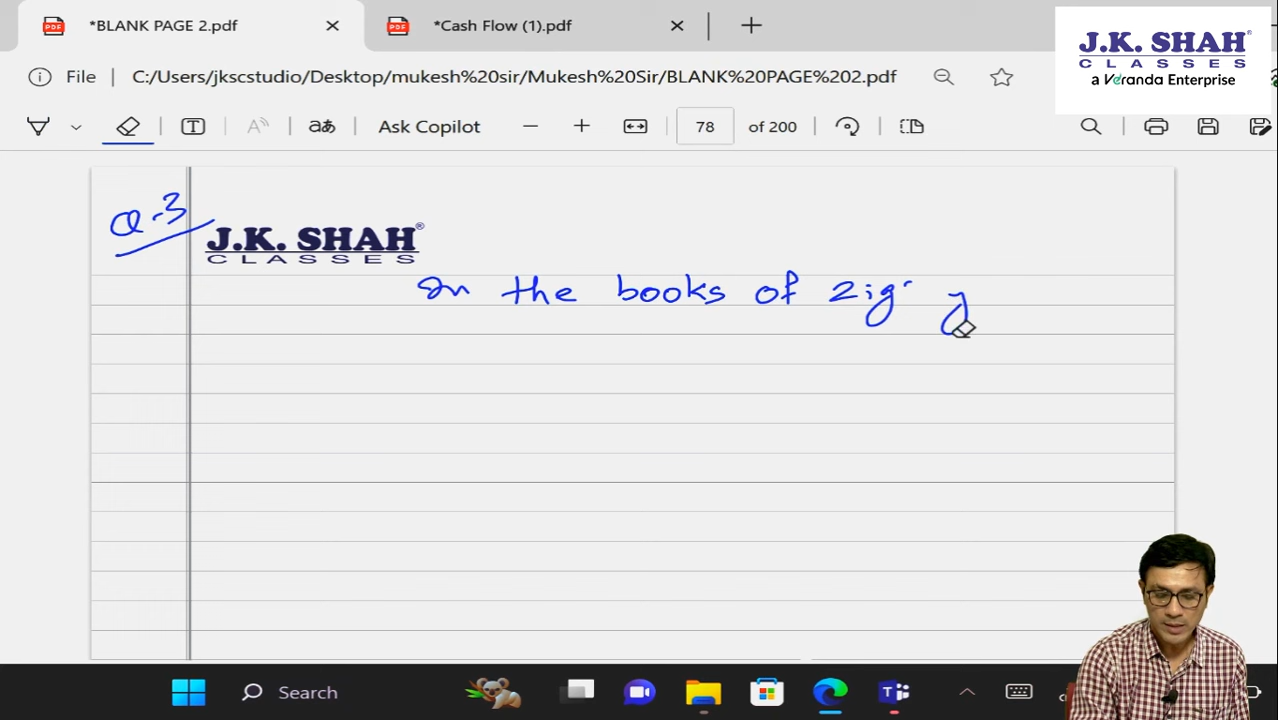 *BLANK PAGE 2.pdf
*Cash Flow (1).pdf
J.K. SHAH®
CLASSES
a Veranda Enterprise
File C:/Users/jkscstudio/Desktop/mukesh%20sir/Mukesh%20Sir/BLANK%20PAGE%202.pdf
aあ Ask Copilot 78 of 200
Q-3
J.K. SHAH®
CLASSES
In the books of Zig
Search